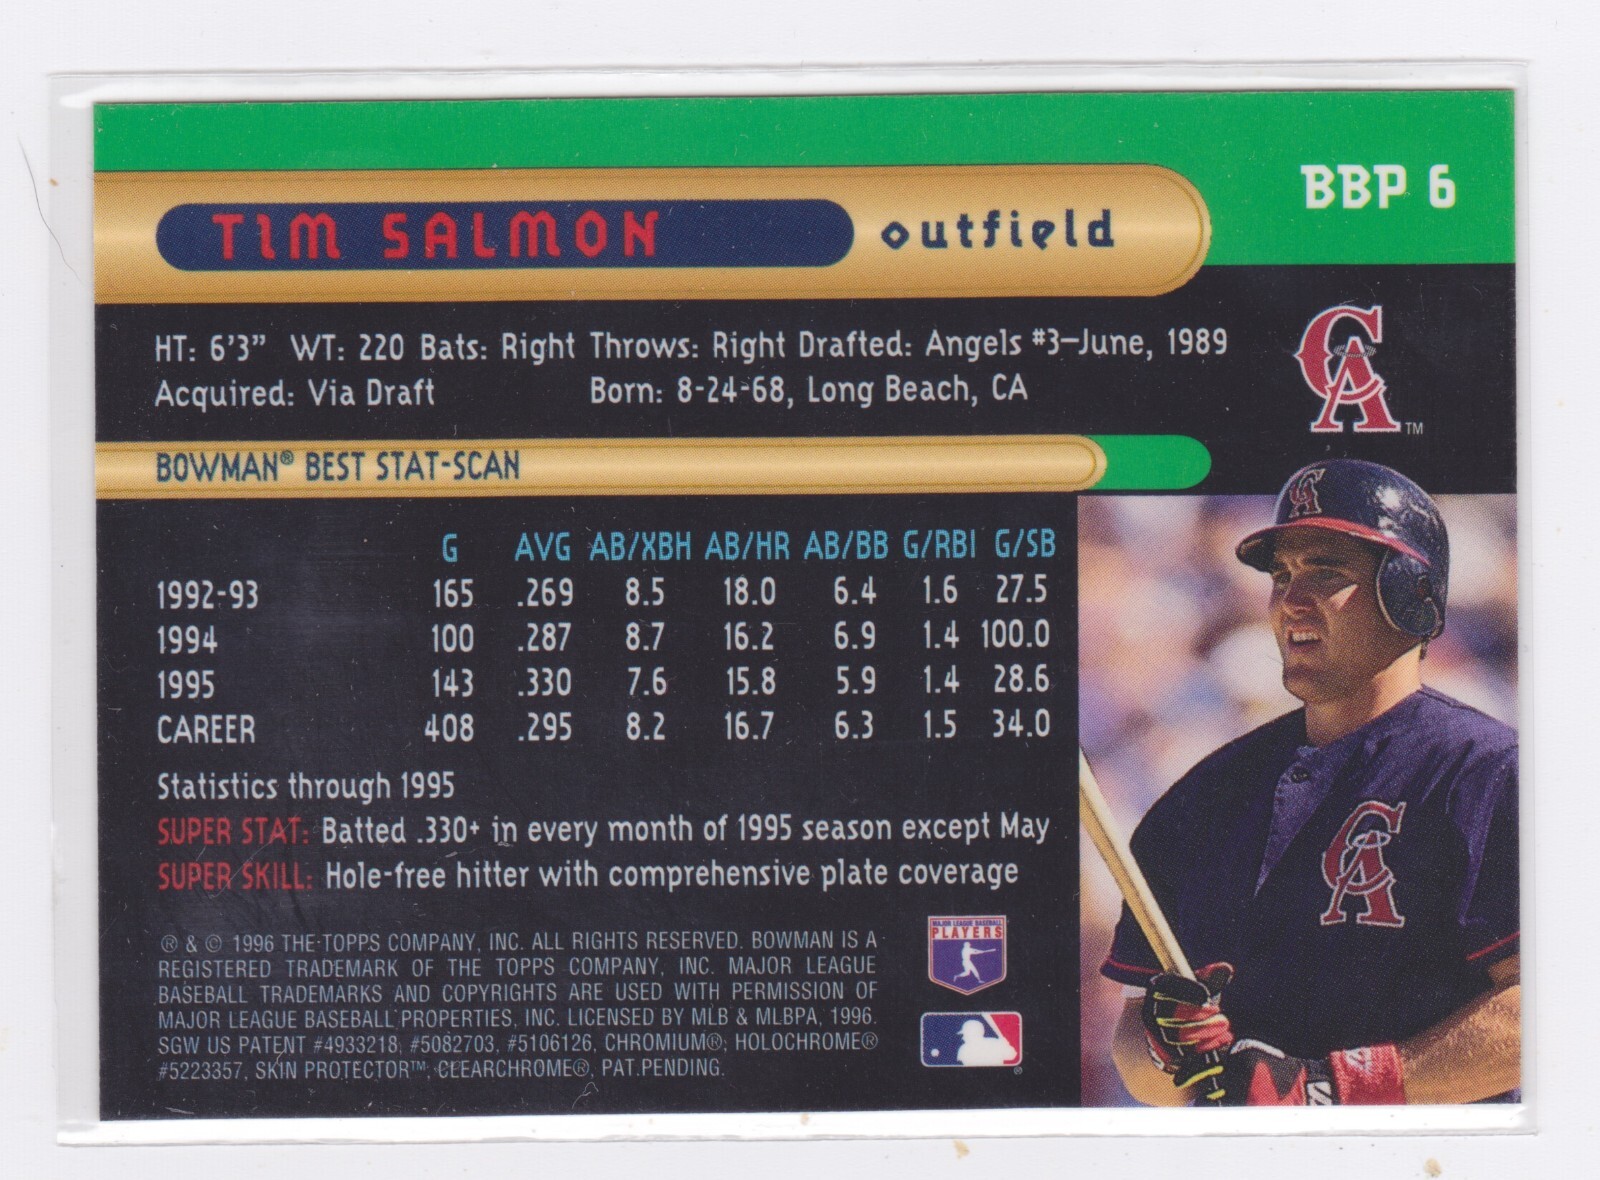 BBP 6
TIM SALMON outfield
HT: 6'3" WT: 220 Bats: Right Throws: Right Drafted: Angels #3–June, 1989
Acquired: Via Draft Born: 8-24-68, Long Beach, CA
CA™
BOWMAN® BEST STAT-SCAN
G AVG AB/XBH AB/HR AB/BB G/RBI G/SB
1992-93 165 .269 8.5 18.0 6.4 1.6 27.5
1994 100 .287 8.7 16.2 6.9 1.4 100.0
1995 143 .330 7.6 15.8 5.9 1.4 28.6
CAREER 408 .295 8.2 16.7 6.3 1.5 34.0
Statistics through 1995
SUPER STAT: Batted .330+ in every month of 1995 season except May
SUPER SKILL: Hole-free hitter with comprehensive plate coverage
CA
CA
® & © 1996 THE TOPPS COMPANY, INC. ALL RIGHTS RESERVED. BOWMAN IS A
REGISTERED TRADEMARK OF THE TOPPS COMPANY, INC. MAJOR LEAGUE
BASEBALL TRADEMARKS AND COPYRIGHTS ARE USED WITH PERMISSION OF
MAJOR LEAGUE BASEBALL PROPERTIES, INC. LICENSED BY MLB & MLBPA, 1996.
SGW US PATENT #4933218, #5082703, #5106126, CHROMIUM®; HOLOCHROME®
#5223357, SKIN PROTECTOR™, CLEARCHROME®, PAT.PENDING.
MAJOR LEAGUE BASEBALL
PLAYERS
®